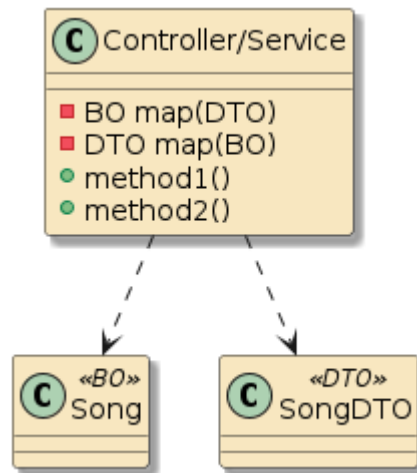 C Controller/Service
BO map(DTO)
DTO map(BO)
method1()
method2()
C «BO»
Song
C «DTO»
SongDTO